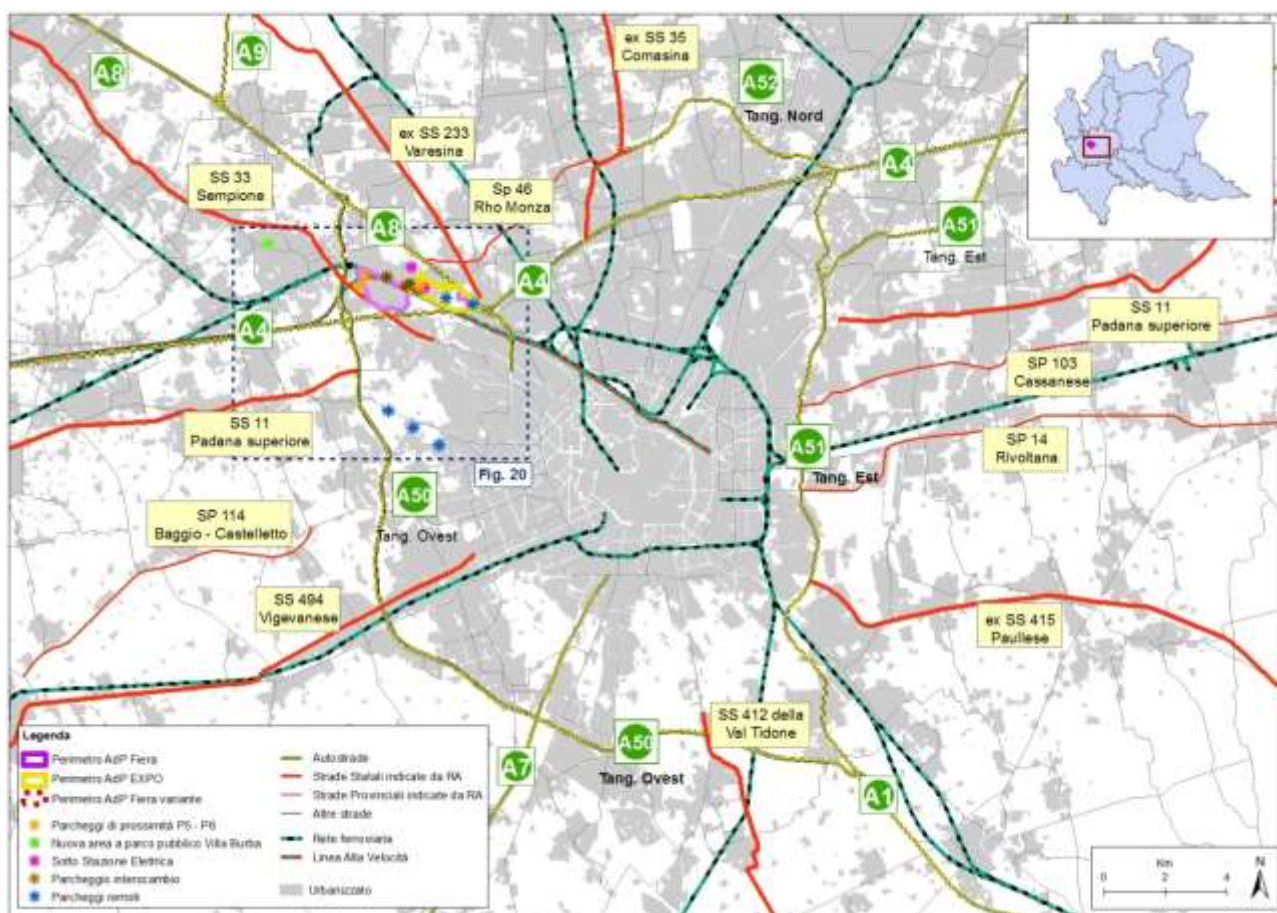 A8
A9
ex SS 35
Comasina
A52
Tang. Nord
ex SS 233
Varesina
A4
SS 33
Sempione
Sp 46
Rho Monza
A8
A51
Tang. Est
A4
A4
SS 11
Padana superiore
SP 103
Cassanese
SS 11
Padana superiore
A51
Tang. Est
SP 14
Rivoltana
Fig. 20
A50
Tang. Ovest
SP 114
Baggio - Castelletto
SS 494
Vigevanese
ex SS 415
Paullese
SS 412 della
Val Tidone
A50
Tang. Ovest
A7
A1
Legenda
Perimetro AdP Fiera
Perimetro AdP EXPO
Perimetro AdP Fiera variante
Parcheggi di prossimità P5 - P6
Nuova area a parco pubblico Villa Burba
Sotto Stazione Elettrica
Parcheggio interscambio
Parcheggi remoti
Autostrade
Strade Statali indicate da RA
Strade Provinciali indicate da RA
Altre strade
Rete ferroviaria
Linea Alta Velocità
Urbanizzato
Km
0 2 4
N